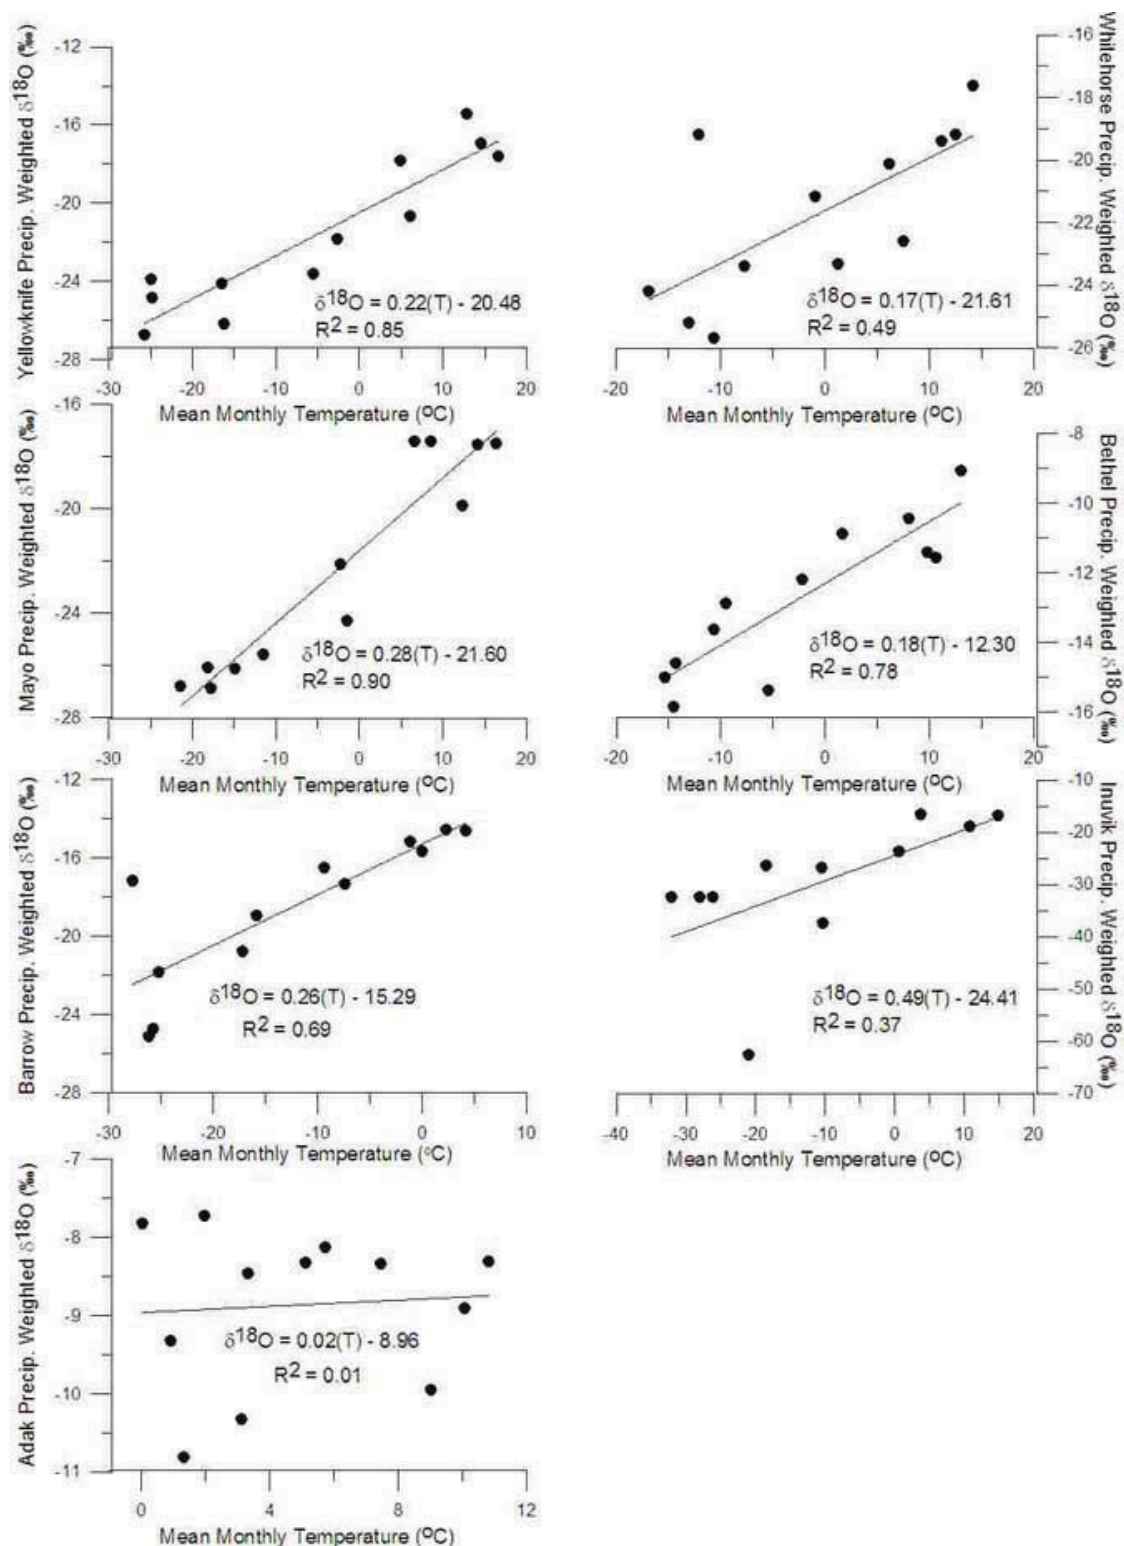 Yellowknife Precip. Weighted δ18O (‰)
-12
-16
-20
-24
-28
-30
-20
-10
0
10
20
Mean Monthly Temperature (ºC)
δ18O = 0.22(T) - 20.48
R2 = 0.85
Whitehorse Precip. Weighted δ18O (‰)
-16
-18
-20
-22
-24
-26
-20
-10
0
10
20
Mean Monthly Temperature (ºC)
δ18O = 0.17(T) - 21.61
R2 = 0.49
Mayo Precip. Weighted δ18O (‰)
-16
-20
-24
-28
-30
-20
-10
0
10
20
Mean Monthly Temperature (ºC)
δ18O = 0.28(T) - 21.60
R2 = 0.90
Bethel Precip. Weighted δ18O (‰)
-8
-10
-12
-14
-16
-20
-10
0
10
20
Mean Monthly Temperature (ºC)
δ18O = 0.18(T) - 12.30
R2 = 0.78
Barrow Precip. Weighted δ18O (‰)
-12
-16
-20
-24
-28
-30
-20
-10
0
10
Mean Monthly Temperature (ºC)
δ18O = 0.26(T) - 15.29
R2 = 0.69
Inuvik Precip. Weighted δ18O (‰)
-10
-20
-30
-40
-50
-60
-70
-40
-30
-20
-10
0
10
20
Mean Monthly Temperature (ºC)
δ18O = 0.49(T) - 24.41
R2 = 0.37
Adak Precip. Weighted δ18O (‰)
-7
-8
-9
-10
-11
0
4
8
12
Mean Monthly Temperature (ºC)
δ18O = 0.02(T) - 8.96
R2 = 0.01